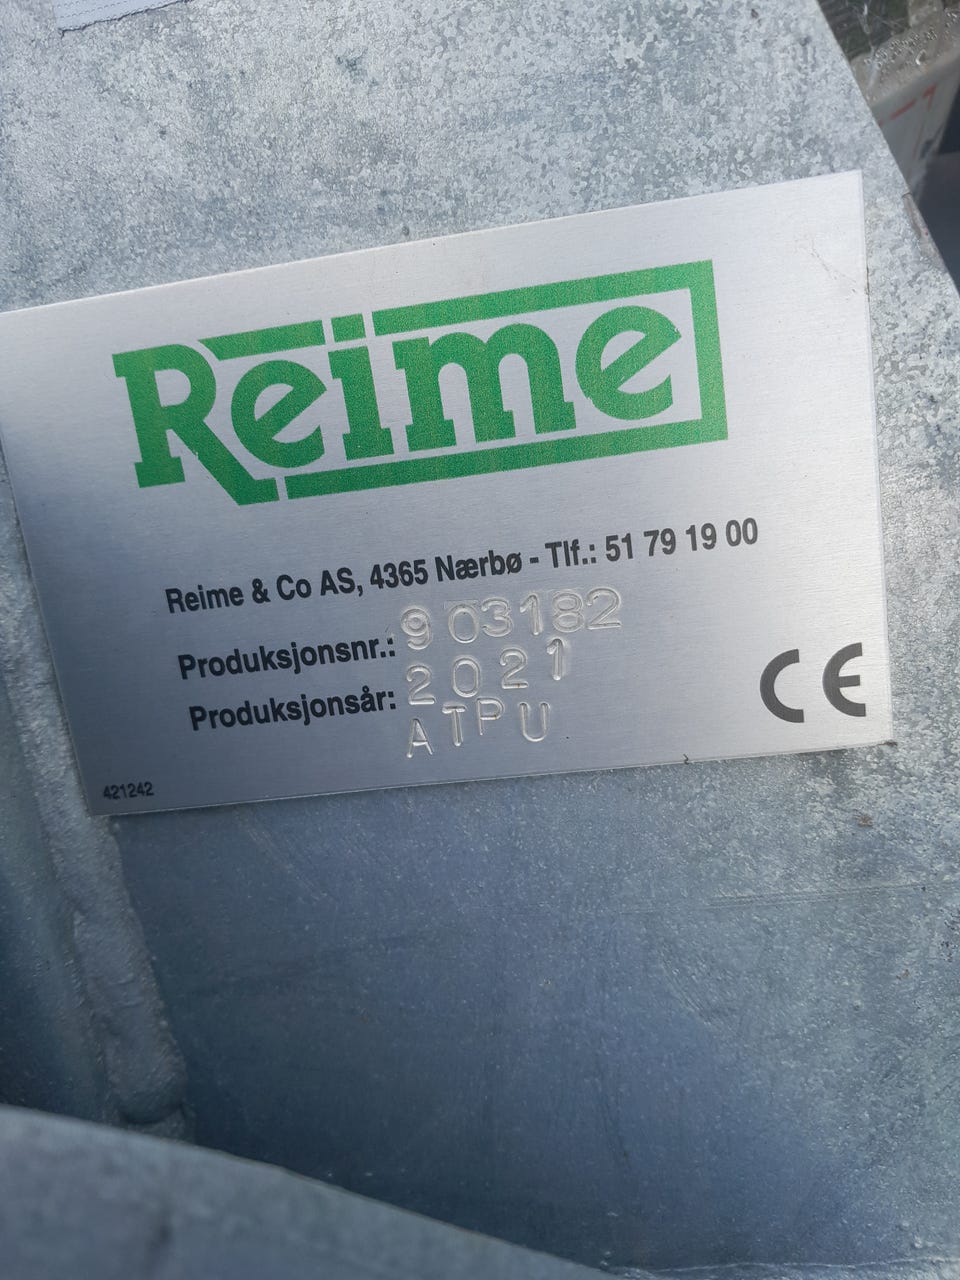 Reime
Reime & Co AS, 4365 Nærbø - Tlf.: 51 79 19 00
Produksjonsnr.: 903182
Produksjonsår: 2021
ATPU
CE
421242